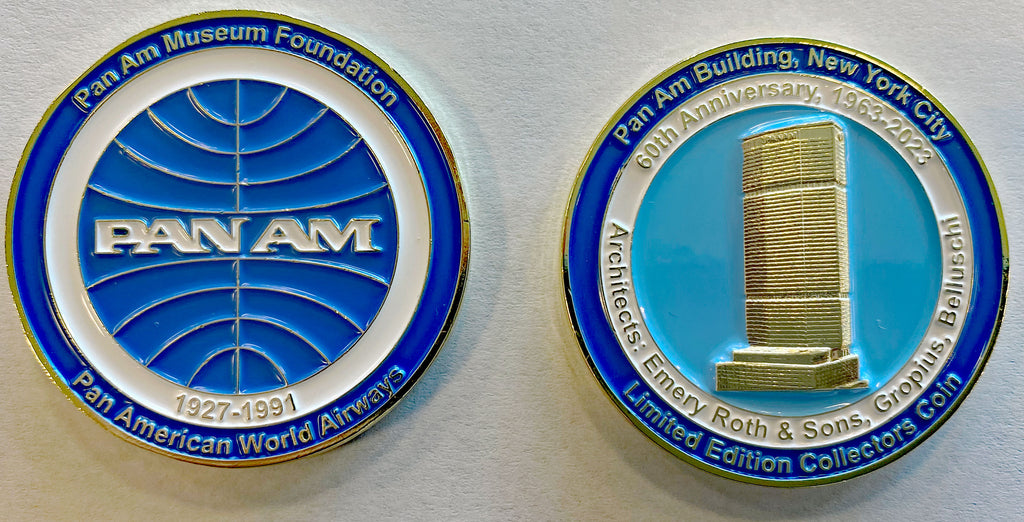 Pan Am Museum Foundation
PAN AM
1927-1991
Pan American World Airways
Pan Am Building, New York City
60th Anniversary, 1963-2023
Architects: Emery Roth & Sons, Gropius, Belluschi
Limited Edition Collectors Coin